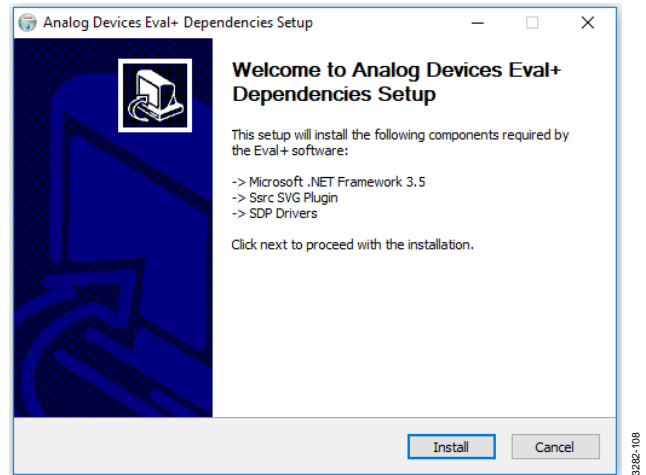 Analog Devices Eval+ Dependencies Setup
Welcome to Analog Devices Eval+
Dependencies Setup
This setup will install the following components required by
the Eval+ software:
-> Microsoft .NET Framework 3.5
-> Ssrc SVG Plugin
-> SDP Drivers
Click next to proceed with the installation.
Install
Cancel
3282-108